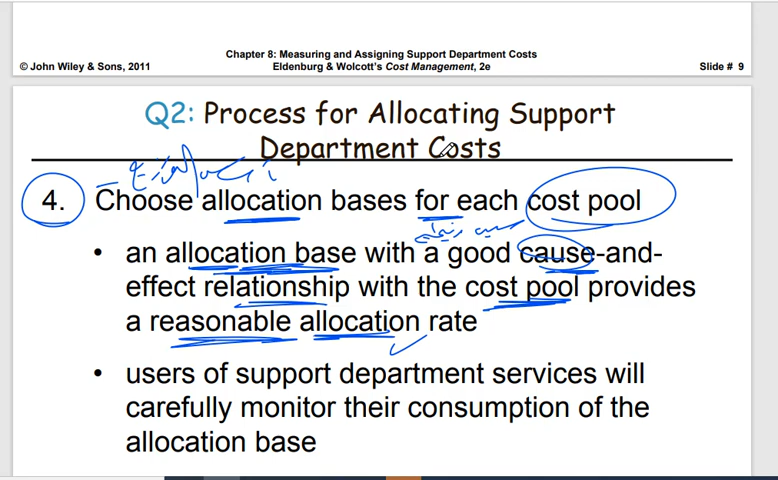 Chapter 8: Measuring and Assigning Support Department Costs
© John Wiley & Sons, 2011 Eldenburg & Wolcott's Cost Management, 2e Slide # 9
Q2: Process for Allocating Support
Department Costs
4. Choose allocation bases for each cost pool
• an allocation base with a good cause-and-
effect relationship with the cost pool provides
a reasonable allocation rate
• users of support department services will
carefully monitor their consumption of the
allocation base